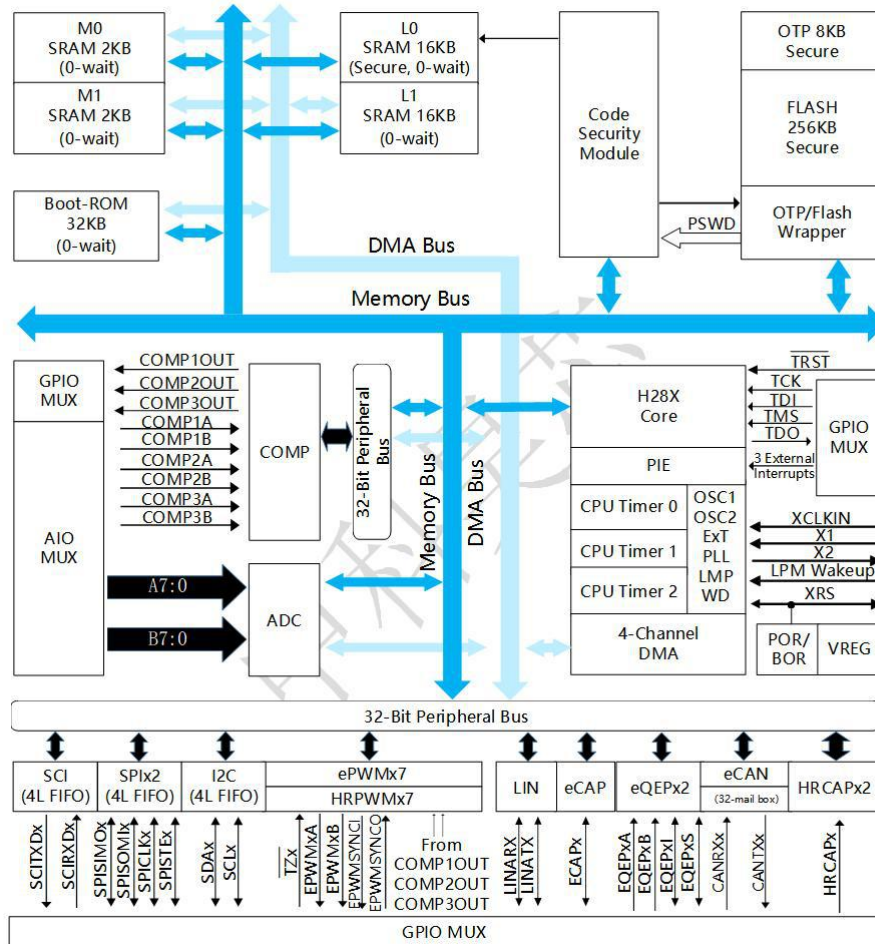 M0
SRAM 2KB
(0-wait)
M1
SRAM 2KB
(0-wait)
L0
SRAM 16KB
(Secure, 0-wait)
L1
SRAM 16KB
(0-wait)
Code
Security
Module
OTP 8KB
Secure
FLASH
256KB
Secure
OTP/Flash
Wrapper
PSWD
Boot-ROM
32KB
(0-wait)
DMA Bus
Memory Bus
GPIO
MUX
AIO
MUX
COMP1OUT
COMP2OUT
COMP3OUT
COMP1A
COMP1B
COMP2A
COMP2B
COMP3A
COMP3B
COMP
32-Bit Peripheral
Bus
A7:0
B7:0
ADC
Memory Bus
DMA Bus
H28X
Core
PIE
CPU Timer 0
CPU Timer 1
CPU Timer 2
OSC1
OSC2
ExT
PLL
LMP
WD
4-Channel
DMA
TRST
TCK
TDI
TMS
TDO
3 External
Interrupts
GPIO
MUX
XCLKIN
X1
X2
LPM Wakeup
XRS
POR/
BOR
VREG
32-Bit Peripheral Bus
SCI
(4L FIFO)
SPIx2
(4L FIFO)
I2C
(4L FIFO)
ePWMx7
HRPWMx7
LIN
eCAP
eQEPx2
eCAN
(32-mail box)
HRCAPx2
SCITXDx
SCIRXDx
SPISIMOx
SPISOMIx
SPICLKx
SPISTEx
SDAx
SCLx
TZx
EPWMxA
EPWMxB
EPWMSYNCI
EPWMSYNCO
From
COMP1OUT
COMP2OUT
COMP3OUT
LINARX
LINATX
ECAPx
EQEPxA
EQEPxB
EQEPxI
EQEPxS
CANRXx
CANTXx
HRCAPx
GPIO MUX